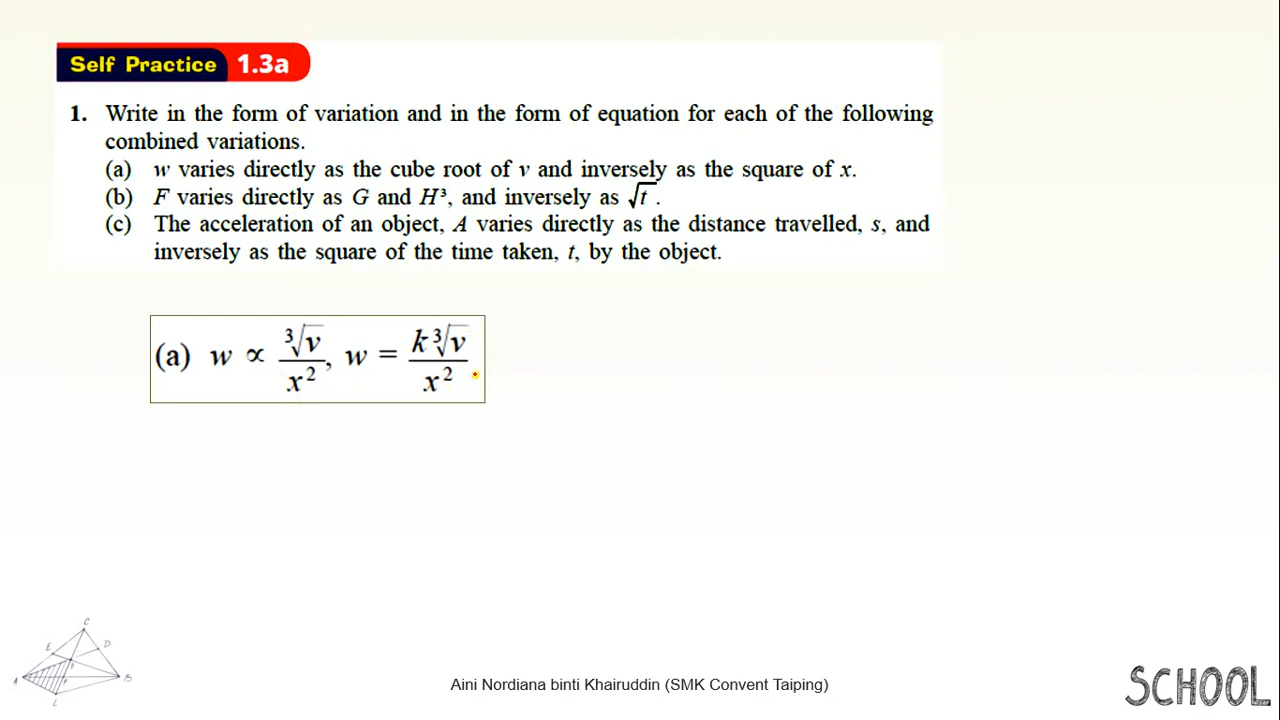 Self Practice 1.3a
1. Write in the form of variation and in the form of equation for each of the following
combined variations.
(a) w varies directly as the cube root of v and inversely as the square of x.
(b) F varies directly as G and H³, and inversely as √t .
(c) The acceleration of an object, A varies directly as the distance travelled, s, and
inversely as the square of the time taken, t, by the object.
(a) w ∝ ∛v / x², w = k∛v / x²
C
E D
A B
L
Aini Nordiana binti Khairuddin (SMK Convent Taiping)
SCHOOL